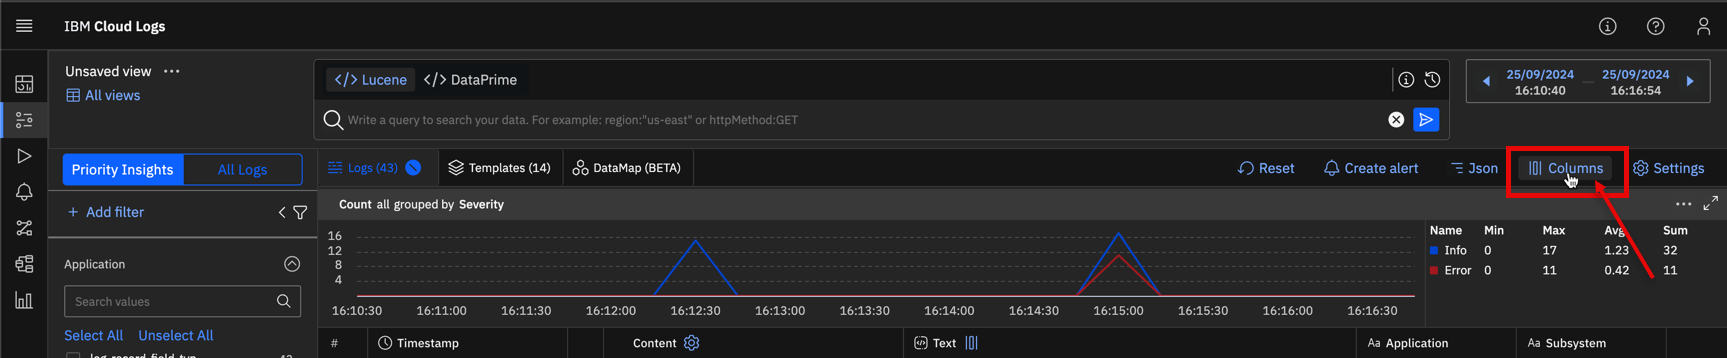 IBM Cloud Logs
Unsaved view ...
All views
</> Lucene </> DataPrime
25/09/2024 — 25/09/2024
16:10:40 16:16:54
Write a query to search your data. For example: region:"us-east" or httpMethod:GET
Priority Insights All Logs
Logs (43) Templates (14) DataMap (BETA)
Reset Create alert Json Columns Settings
+ Add filter
Count all grouped by Severity
Application
Search values
Select All Unselect All
16
12
8
4
16:10:30 16:11:00 16:11:30 16:12:00 16:12:30 16:13:00 16:13:30 16:14:00 16:14:30 16:15:00 16:15:30 16:16:00 16:16:30
Name Min Max Avg Sum
Info 0 17 1.23 32
Error 0 11 0.42 11
# Timestamp Content Text Aa Application Aa Subsystem